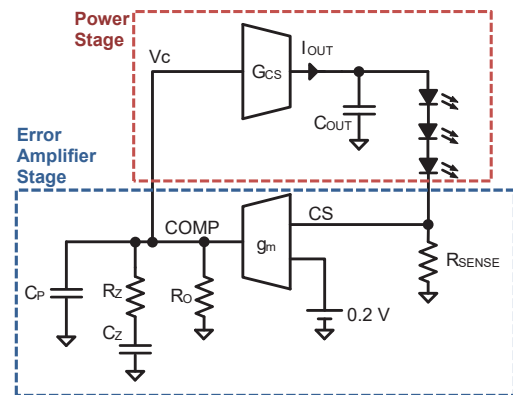 Power
Stage
Vc
GCS
IOUT
COUT
Error
Amplifier
Stage
COMP
gm
CS
CP
RZ
RO
RSENSE
CZ
0.2 V